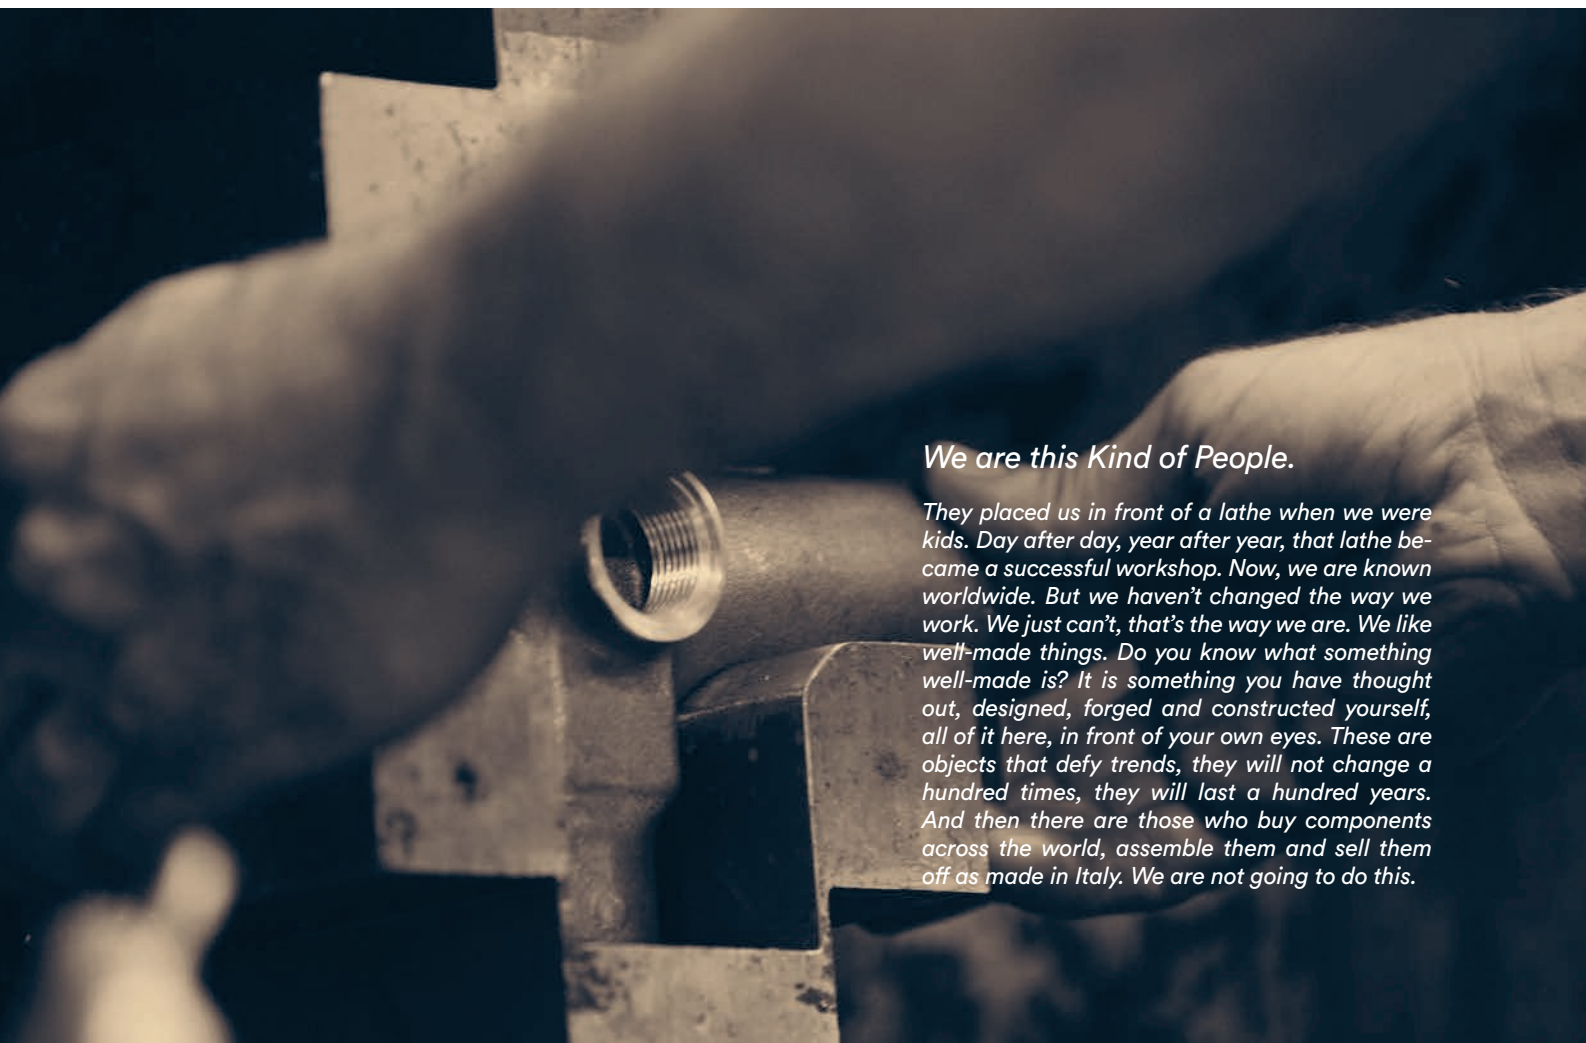 We are this Kind of People.
They placed us in front of a lathe when we were
kids. Day after day, year after year, that lathe be-
came a successful workshop. Now, we are known
worldwide. But we haven’t changed the way we
work. We just can’t, that’s the way we are. We like
well-made things. Do you know what something
well-made is? It is something you have thought
out, designed, forged and constructed yourself,
all of it here, in front of your own eyes. These are
objects that defy trends, they will not change a
hundred times, they will last a hundred years.
And then there are those who buy components
across the world, assemble them and sell them
off as made in Italy. We are not going to do this.